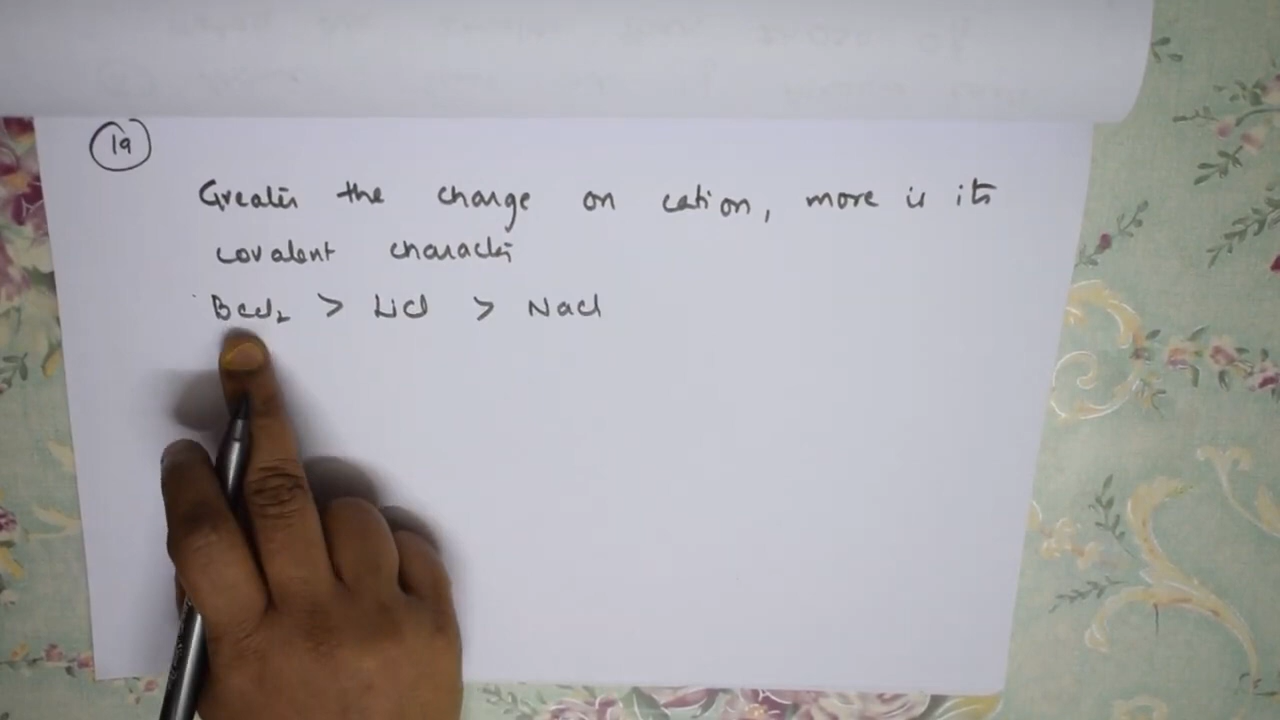 19
Greater the charge on cation, more is its
covalent character
BeCl₂ > LiCl > NaCl